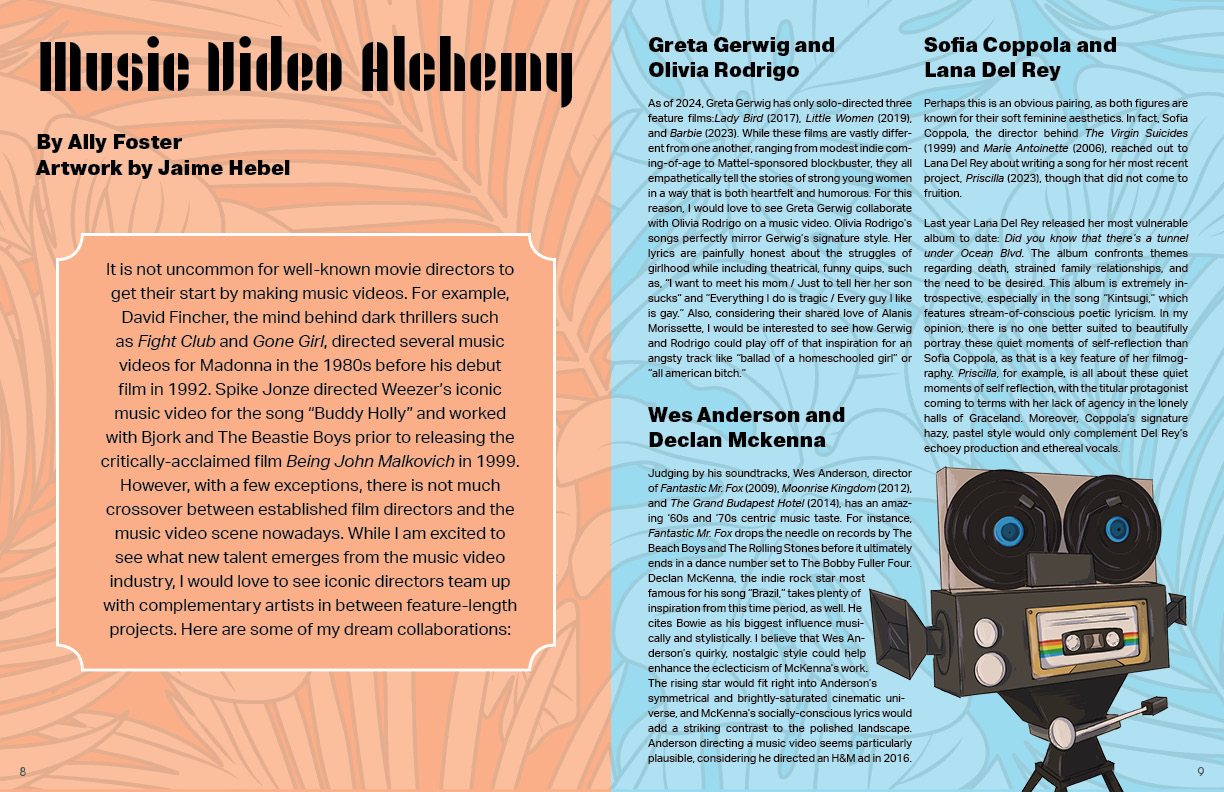 Music Video Alchemy
By Ally Foster
Artwork by Jaime Hebel
It is not uncommon for well-known movie directors to
get their start by making music videos. For example,
David Fincher, the mind behind dark thrillers such
as Fight Club and Gone Girl, directed several music
videos for Madonna in the 1980s before his debut
film in 1992. Spike Jonze directed Weezer's iconic
music video for the song “Buddy Holly” and worked
with Bjork and The Beastie Boys prior to releasing the
critically-acclaimed film Being John Malkovich in 1999.
However, with a few exceptions, there is not much
crossover between established film directors and the
music video scene nowadays. While I am excited to
see what new talent emerges from the music video
industry, I would love to see iconic directors team up
with complementary artists in between feature-length
projects. Here are some of my dream collaborations:
8
Greta Gerwig and
Olivia Rodrigo
As of 2024, Greta Gerwig has only solo-directed three
feature films:Lady Bird (2017), Little Women (2019),
and Barbie (2023). While these films are vastly differ-
ent from one another, ranging from modest indie com-
ing-of-age to Mattel-sponsored blockbuster, they all
empathetically tell the stories of strong young women
in a way that is both heartfelt and humorous. For this
reason, I would love to see Greta Gerwig collaborate
with Olivia Rodrigo on a music video. Olivia Rodrigo's
songs perfectly mirror Gerwig's signature style. Her
lyrics are painfully honest about the struggles of
girlhood while including theatrical, funny quips, such
as, “I want to meet his mom / Just to tell her her son
sucks” and “Everything I do is tragic / Every guy I like
is gay.” Also, considering their shared love of Alanis
Morissette, I would be interested to see how Gerwig
and Rodrigo could play off of that inspiration for an
angsty track like “ballad of a homeschooled girl” or
“all american bitch.”
Wes Anderson and
Declan Mckenna
Judging by his soundtracks, Wes Anderson, director
of Fantastic Mr. Fox (2009), Moonrise Kingdom (2012),
and The Grand Budapest Hotel (2014), has an amaz-
ing '60s and '70s centric music taste. For instance,
Fantastic Mr. Fox drops the needle on records by The
Beach Boys and The Rolling Stones before it ultimately
ends in a dance number set to The Bobby Fuller Four.
Declan McKenna, the indie rock star most
famous for his song “Brazil,” takes plenty of
inspiration from this time period, as well. He
cites Bowie as his biggest influence musi-
cally and stylistically. I believe that Wes An-
derson's quirky, nostalgic style could help
enhance the eclecticism of McKenna's work.
The rising star would fit right into Anderson's
symmetrical and brightly-saturated cinematic uni-
verse, and McKenna's socially-conscious lyrics would
add a striking contrast to the polished landscape.
Anderson directing a music video seems particularly
plausible, considering he directed an H&M ad in 2016.
Sofia Coppola and
Lana Del Rey
Perhaps this is an obvious pairing, as both figures are
known for their soft feminine aesthetics. In fact, Sofia
Coppola, the director behind The Virgin Suicides
(1999) and Marie Antoinette (2006), reached out to
Lana Del Rey about writing a song for her most recent
project, Priscilla (2023), though that did not come to
fruition.
Last year Lana Del Rey released her most vulnerable
album to date: Did you know that there's a tunnel
under Ocean Blvd. The album confronts themes
regarding death, strained family relationships, and
the need to be desired. This album is extremely in-
trospective, especially in the song “Kintsugi,” which
features stream-of-conscious poetic lyricism. In my
opinion, there is no one better suited to beautifully
portray these quiet moments of self-reflection than
Sofia Coppola, as that is a key feature of her filmog-
raphy. Priscilla, for example, is all about these quiet
moments of self reflection, with the titular protagonist
coming to terms with her lack of agency in the lonely
halls of Graceland. Moreover, Coppola's signature
hazy, pastel style would only complement Del Rey's
echoey production and ethereal vocals.
9